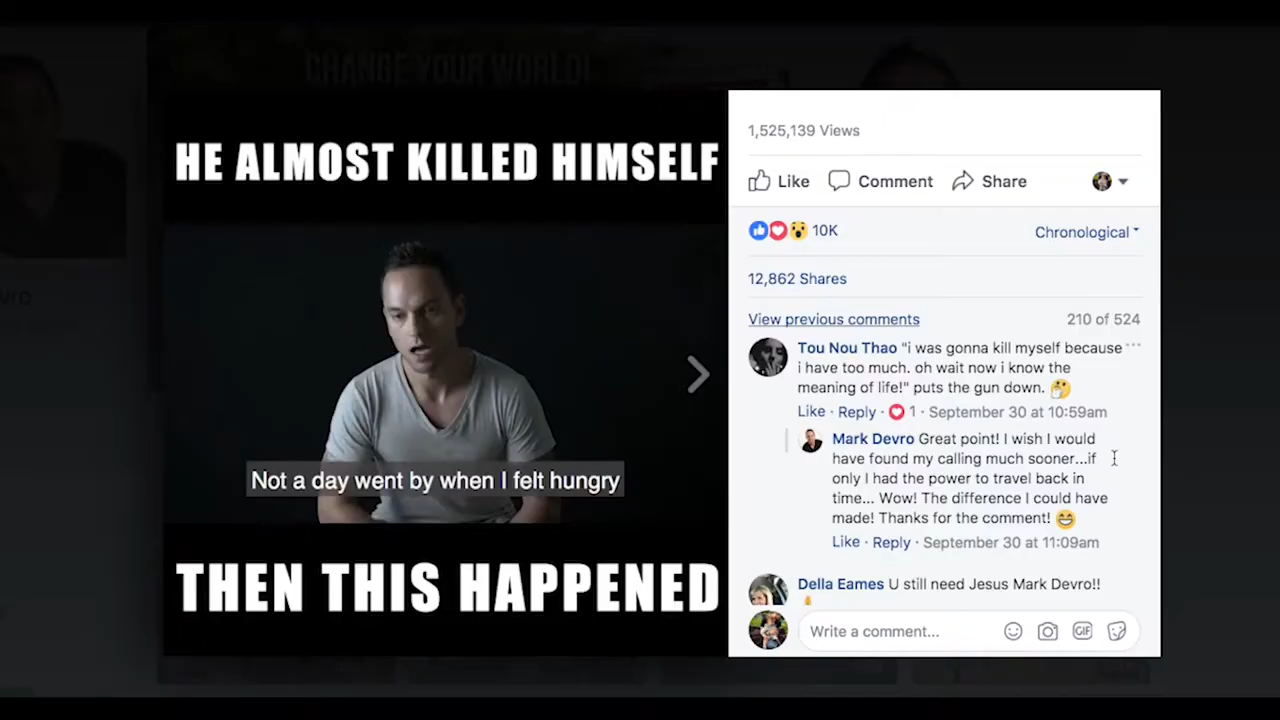 CHANGE YOUR WORLD!
HE ALMOST KILLED HIMSELF
Not a day went by when I felt hungry
THEN THIS HAPPENED
1,525,139 Views
Like Comment Share
10K
Chronological
12,862 Shares
View previous comments 210 of 524
Tou Nou Thao "i was gonna kill myself because
i have too much. oh wait now i know the
meaning of life!" puts the gun down. 🤔
Like · Reply · 1 · September 30 at 10:59am
Mark Devro Great point! I wish I would
have found my calling much sooner...if
only I had the power to travel back in
time... Wow! The difference I could have
made! Thanks for the comment! 😁
Like · Reply · September 30 at 11:09am
Della Eames U still need Jesus Mark Devro!!
Write a comment...
GIF